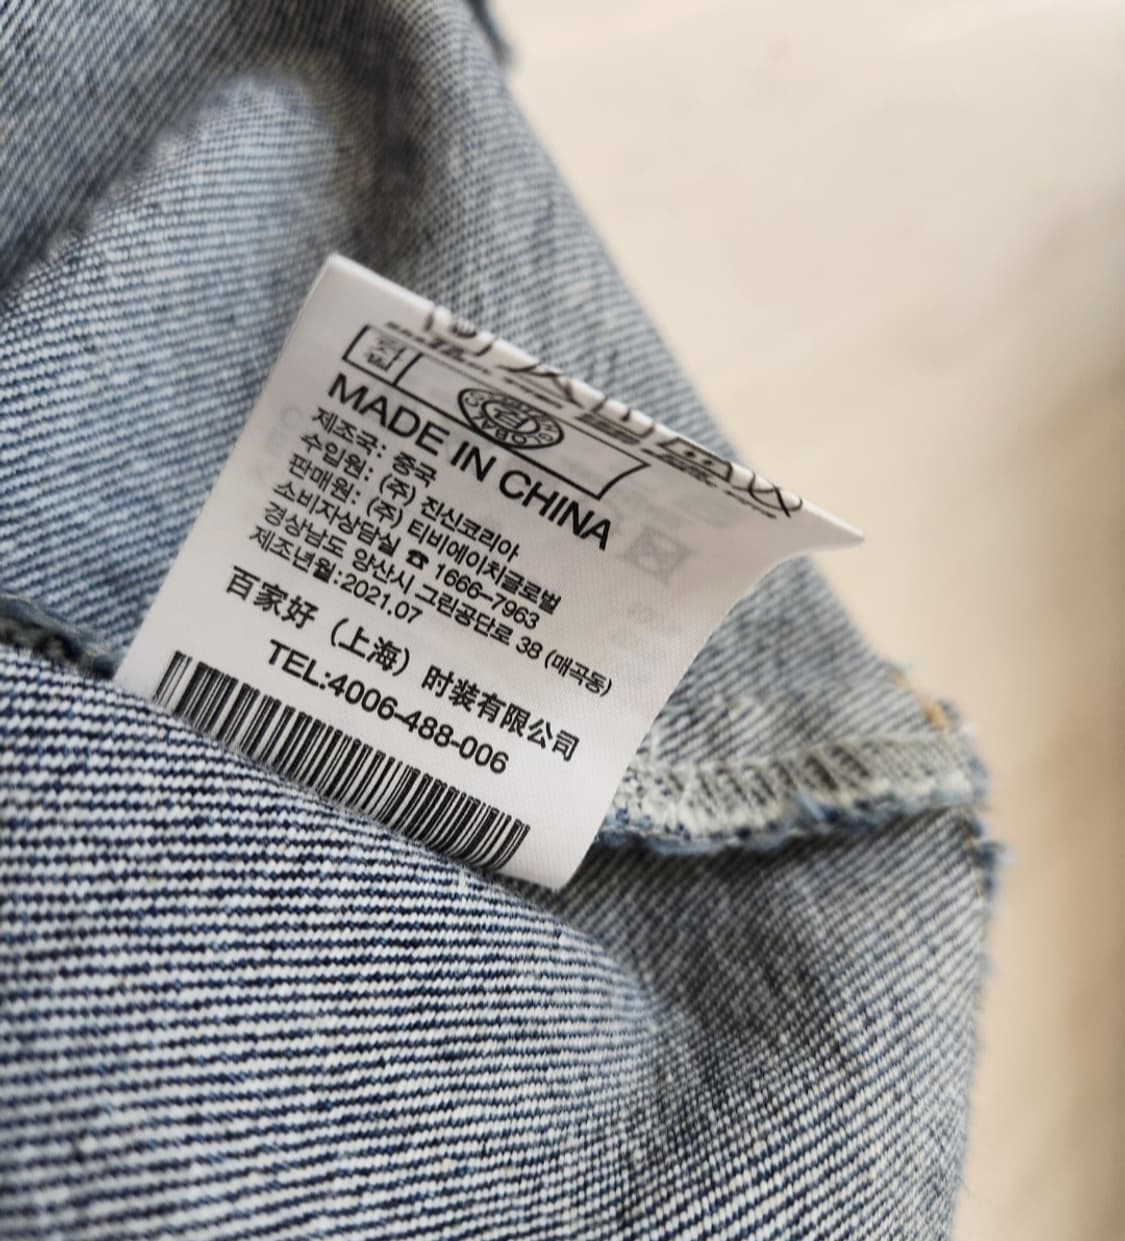 MADE IN CHINA
제조국: 중국
수입원: (주) 진신코리아
판매원: (주) 티비에이치글로벌
소비자상담실 ☎ 1666-7963
경상남도 양산시 그린공단로 38 (매곡동)
제조년월:2021.07
百家好（上海）时装有限公司
TEL:4006-488-006